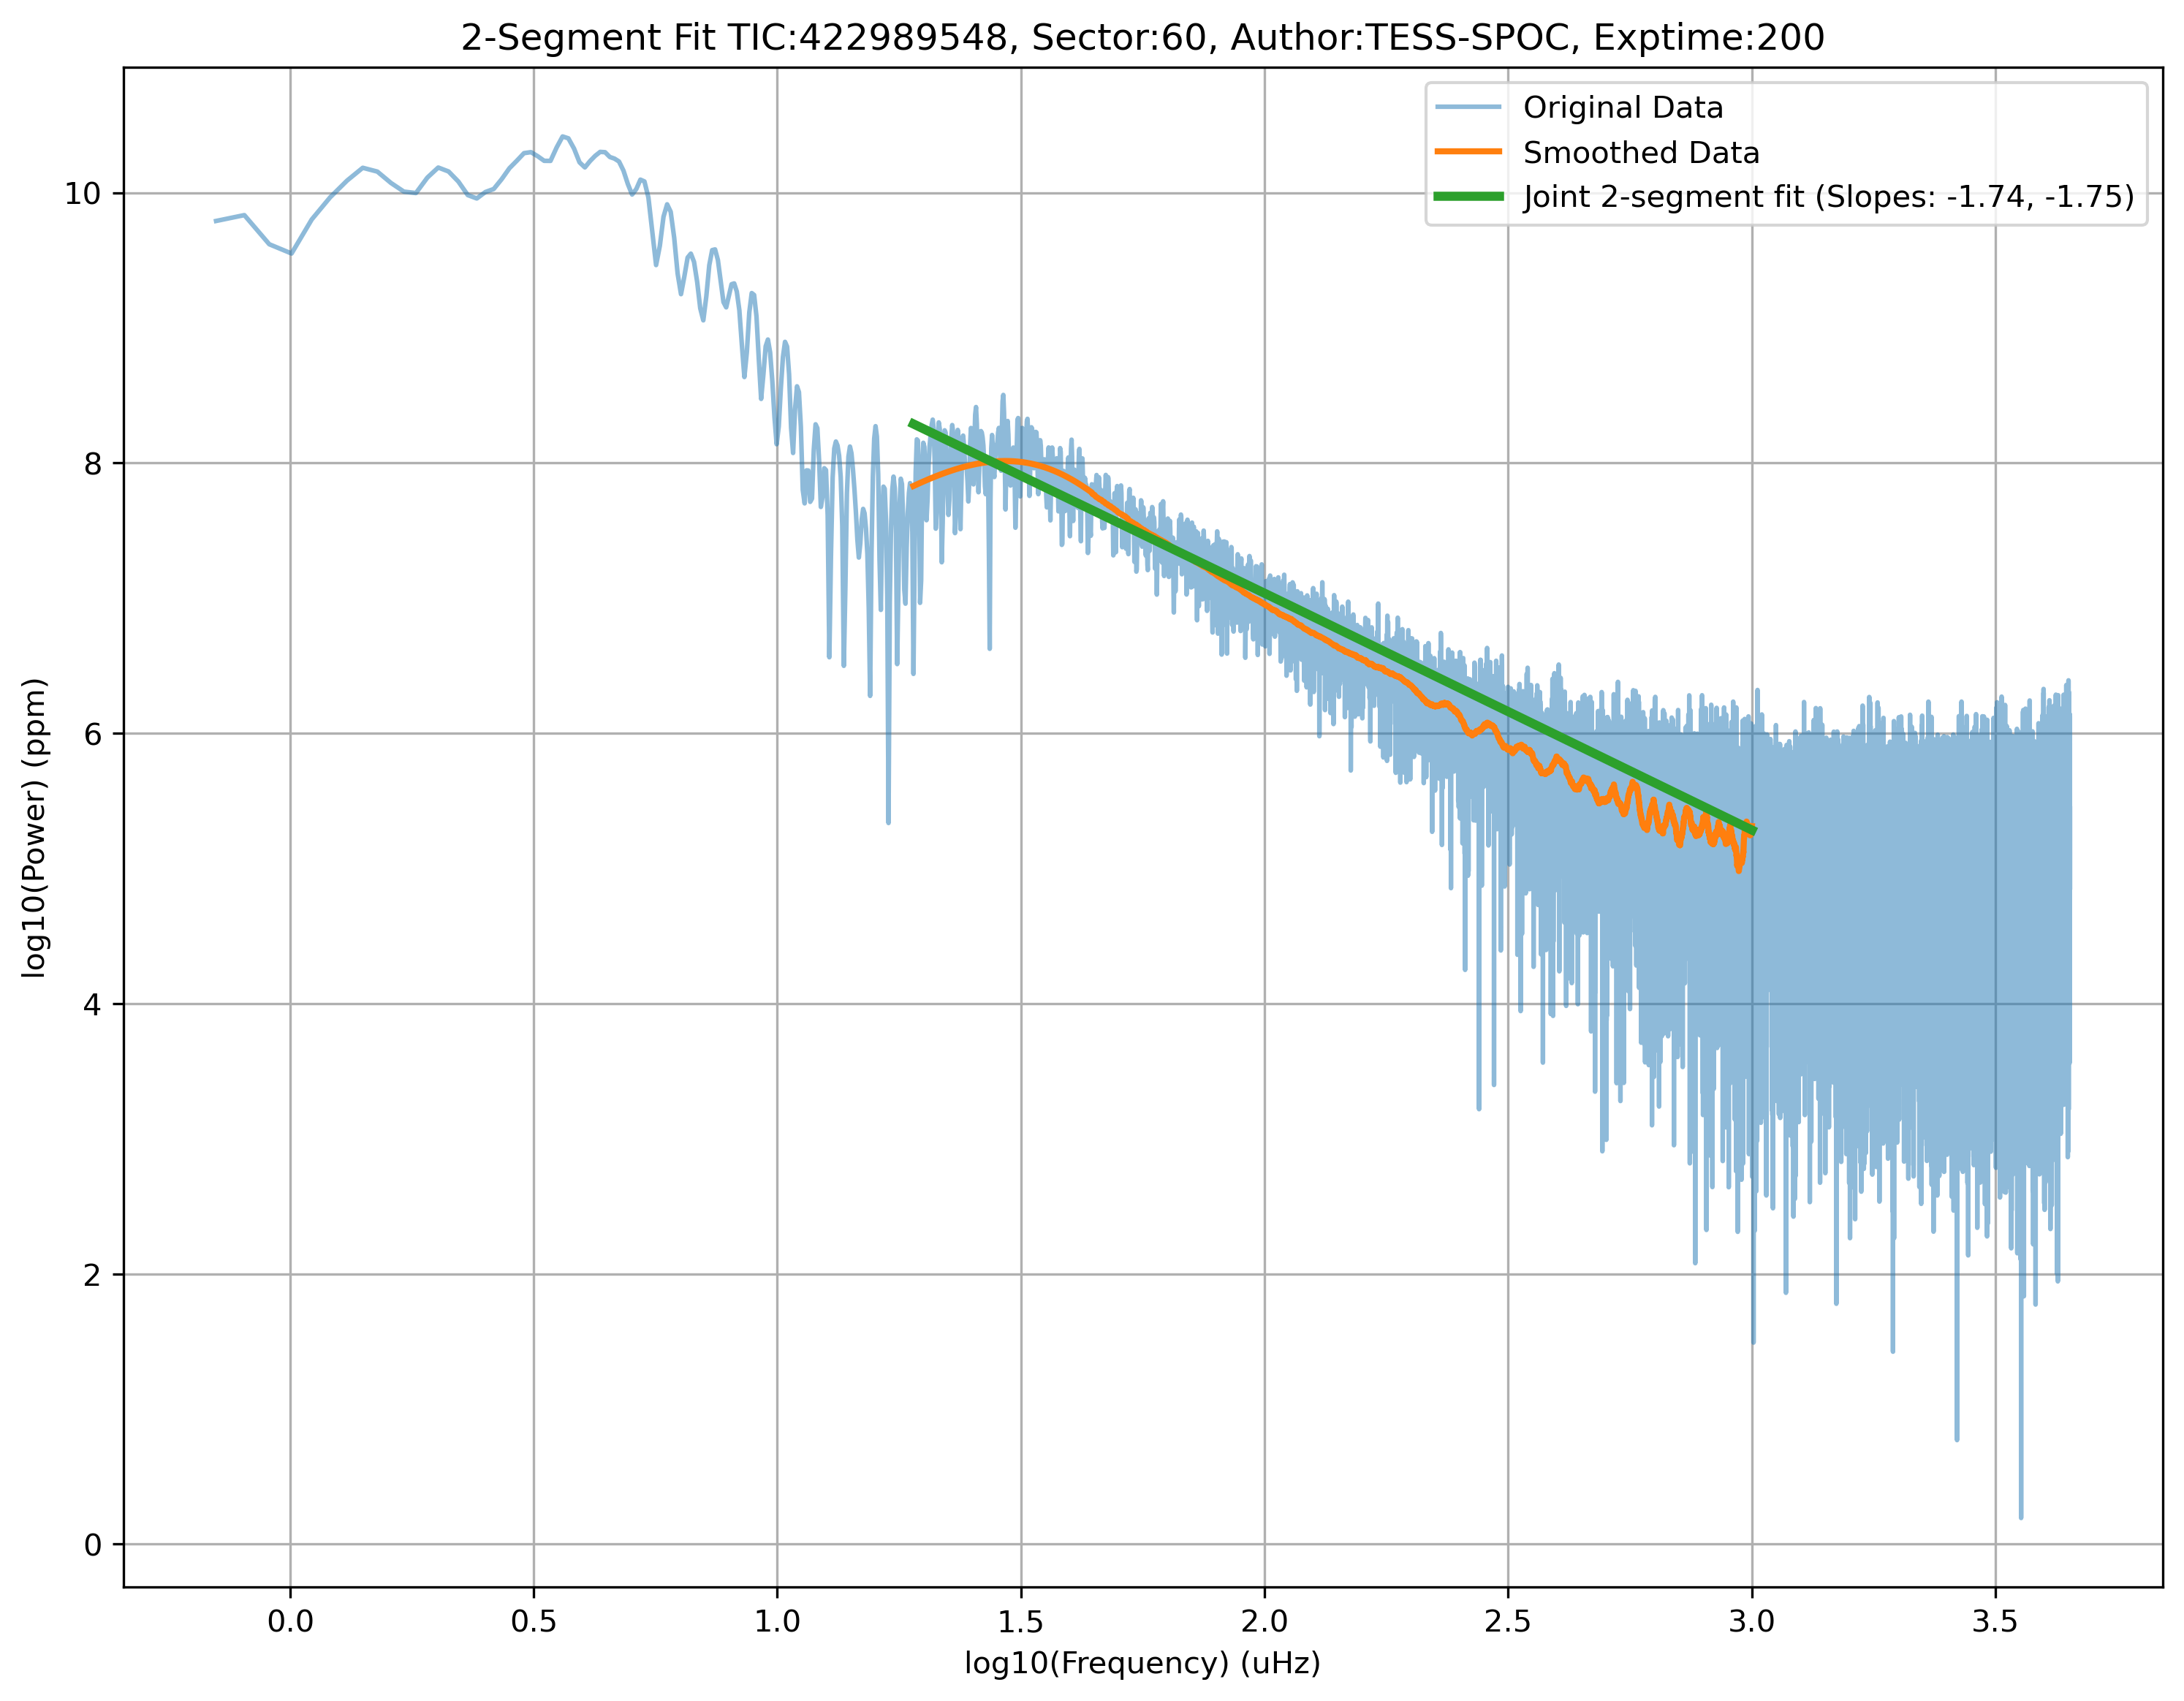 2-Segment Fit TIC:422989548, Sector:60, Author:TESS-SPOC, Exptime:200
Original Data
Smoothed Data
Joint 2-segment fit (Slopes: -1.74, -1.75)
log10(Power) (ppm)
10
8
6
4
2
0
0.0 0.5 1.0 1.5 2.0 2.5 3.0 3.5
log10(Frequency) (uHz)